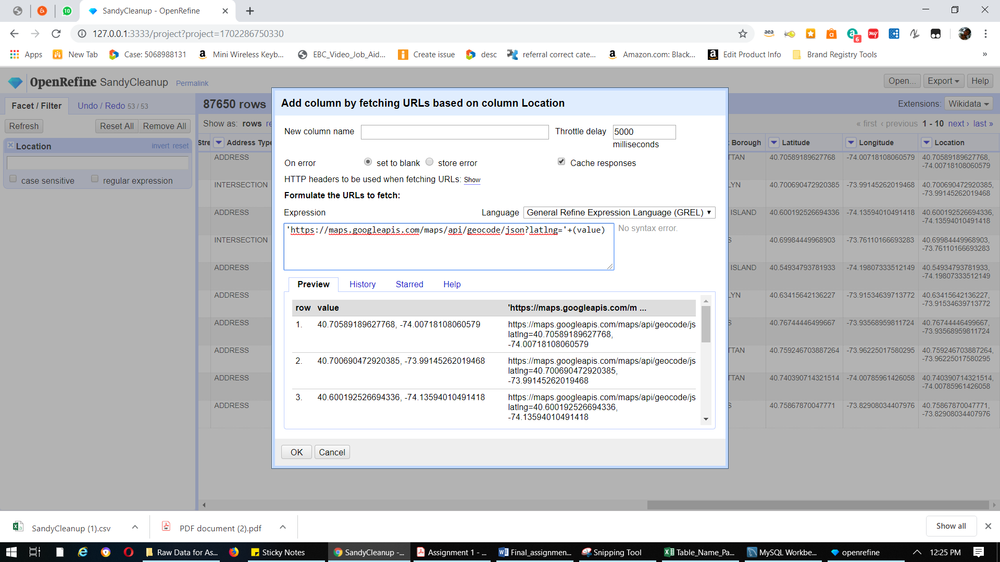 SandyCleanup - OpenRefine
127.0.0.1:3333/project?project=1702286750330
aea
my
6
Apps
New Tab
Case: 5068988131
Mini Wireless Keyb...
EBC_Video_Job_Aid...
Create issue
desc
referral correct cate...
Amazon.com: Black...
Edit Product Info
Brand Registry Tools
»
OpenRefine SandyCleanup Permalink
Open... Export Help
Facet / Filter
Undo / Redo 53 / 53
87650 rows
Extensions: Wikidata
Refresh
Reset All
Remove All
Show as: rows re
« first ‹ previous 1 - 10 next › last »
Location
invert reset
case sensitive
regular expression
Stre
Address Type
Borough
Latitude
Longitude
Location
ADDRESS
TTAN
40.70589189627768
-74.00718108060579
40.70589189627768,
-74.00718108060579
INTERSECTION
LYN
40.700690472920385
-73.99145262019468
40.700690472920385,
-73.99145262019468
ADDRESS
ISLAND
40.600192526694336
-74.13594010491418
40.600192526694336,
-74.13594010491418
INTERSECTION
S
40.69984449968903
-73.76110166693283
40.69984449968903,
-73.76110166693283
ADDRESS
ISLAND
40.54934793781933
-74.19807333512149
40.54934793781933,
-74.19807333512149
ADDRESS
LYN
40.63415642136227
-73.91534639713772
40.63415642136227,
-73.91534639713772
ADDRESS
S
40.76744446499667
-73.93568959811724
40.76744446499667,
-73.93568959811724
ADDRESS
TTAN
40.759246703887264
-73.96225017580295
40.759246703887264,
-73.96225017580295
ADDRESS
TTAN
40.740390714321514
-74.00785961426058
40.740390714321514,
-74.00785961426058
ADDRESS
S
40.75867870047771
-73.82908034407976
40.75867870047771,
-73.82908034407976
Add column by fetching URLs based on column Location
New column name
Throttle delay
5000
milliseconds
On error
set to blank
store error
Cache responses
HTTP headers to be used when fetching URLs: Show
Formulate the URLs to fetch:
Expression
Language
General Refine Expression Language (GREL)
'https://maps.googleapis.com/maps/api/geocode/json?latlng='+(value)
No syntax error.
Preview
History
Starred
Help
row value 'https://maps.googleapis.com/m ...
1. 40.70589189627768, -74.00718108060579
https://maps.googleapis.com/maps/api/geocode/js
latlng=40.70589189627768,
-74.00718108060579
2. 40.700690472920385, -73.99145262019468
https://maps.googleapis.com/maps/api/geocode/js
latlng=40.700690472920385,
-73.99145262019468
3. 40.600192526694336, -74.13594010491418
https://maps.googleapis.com/maps/api/geocode/js
latlng=40.600192526694336,
-74.13594010491418
OK
Cancel
SandyCleanup (1).csv
PDF document (2).pdf
Show all
Raw Data for As...
Sticky Notes
SandyCleanup -...
Assignment 1 - ...
Final_assignmen...
Snipping Tool
Table_Name_Pa...
MySQL Workbe...
openrefine
12:25 PM